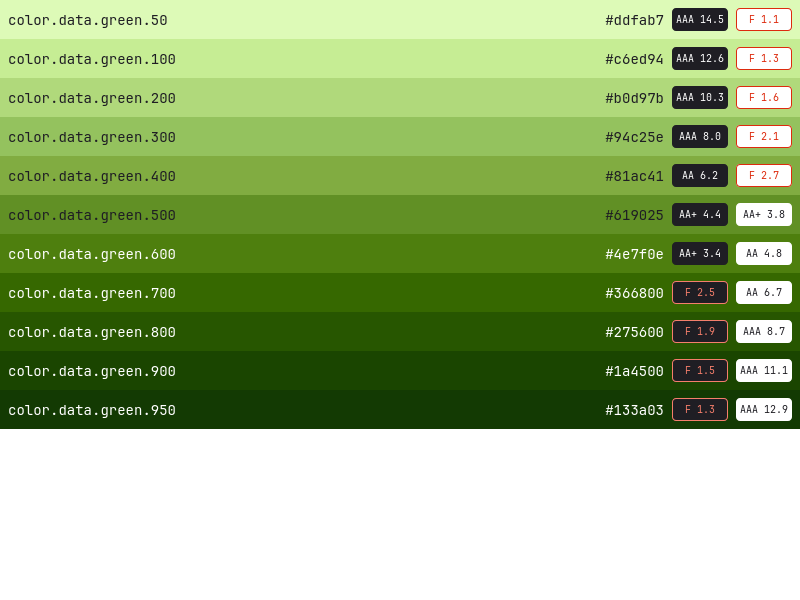 color.data.green.50 #ddfab7 AAA 14.5 F 1.1
color.data.green.100 #c6ed94 AAA 12.6 F 1.3
color.data.green.200 #b0d97b AAA 10.3 F 1.6
color.data.green.300 #94c25e AAA 8.0 F 2.1
color.data.green.400 #81ac41 AA 6.2 F 2.7
color.data.green.500 #619025 AA+ 4.4 AA+ 3.8
color.data.green.600 #4e7f0e AA+ 3.4 AA 4.8
color.data.green.700 #366800 F 2.5 AA 6.7
color.data.green.800 #275600 F 1.9 AAA 8.7
color.data.green.900 #1a4500 F 1.5 AAA 11.1
color.data.green.950 #133a03 F 1.3 AAA 12.9